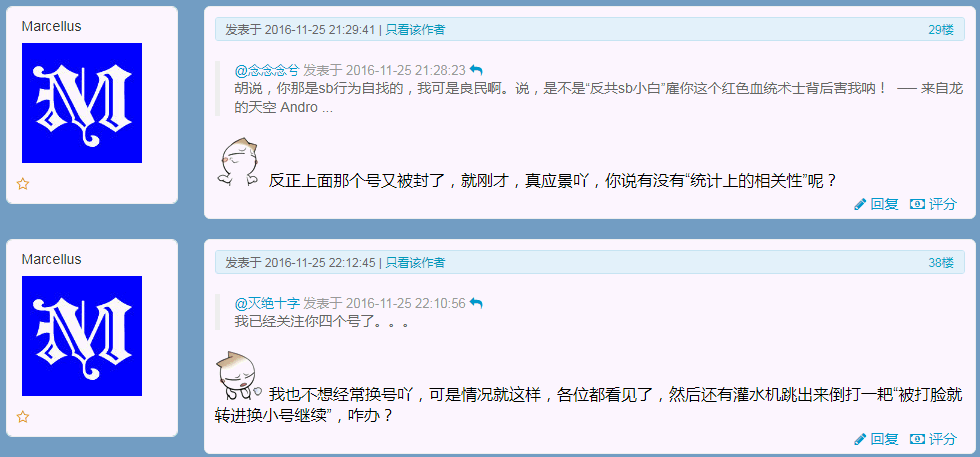 Marcellus
发表于 2016-11-25 21:29:41 | 只看该作者
29楼
@念念念兮 发表于 2016-11-25 21:28:23
胡说，你那是sb行为自找的，我可是良民啊。说，是不是“反共sb小白”雇你这个红色血统术士背后害我呐！ ── 来自龙
的天空 Andro ...
反正上面那个号又被封了，就刚才，真应景吖，你说有没有“统计上的相关性”呢？
回复 评分
Marcellus
发表于 2016-11-25 22:12:45 | 只看该作者
38楼
@灭绝十字 发表于 2016-11-25 22:10:56
我已经关注你四个号了。。。
我也不想经常换号吖，可是情况就这样，各位都看见了，然后还有灌水机跳出来倒打一耙“被打脸就
转进换小号继续”，咋办？
回复 评分